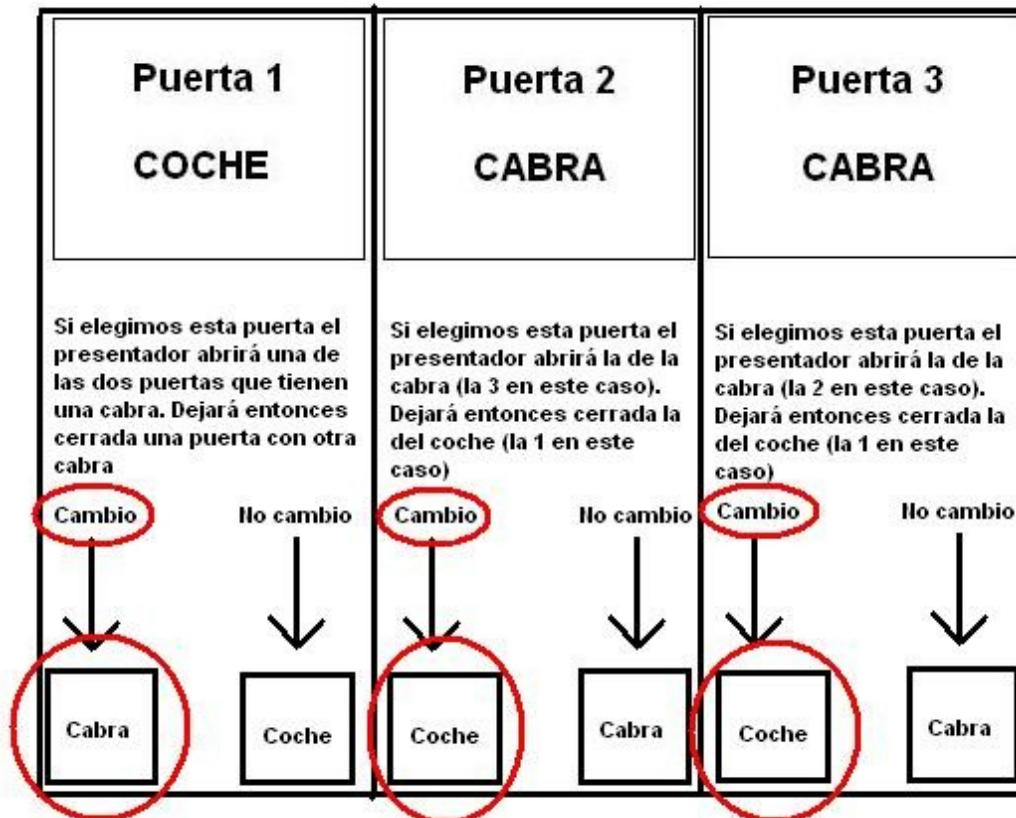 Puerta 1
COCHE
Si elegimos esta puerta el
presentador abrirá una de
las dos puertas que tienen
una cabra. Dejará entonces
cerrada una puerta con otra
cabra
Cambio
No cambio
Cabra
Coche
Puerta 2
CABRA
Si elegimos esta puerta el
presentador abrirá la de la
cabra (la 3 en este caso).
Dejará entonces cerrada la
del coche (la 1 en este
caso)
Cambio
No cambio
Coche
Cabra
Puerta 3
CABRA
Si elegimos esta puerta el
presentador abrirá la de la
cabra (la 2 en este caso).
Dejará entonces cerrada la
del coche (la 1 en este
caso)
Cambio
No cambio
Coche
Cabra